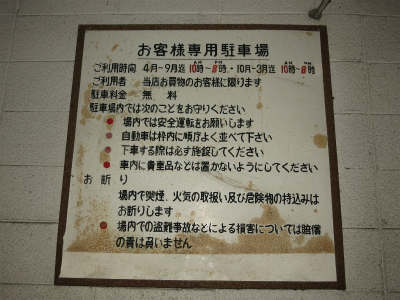 お客様専用駐車場
ご利用時間 4月〜9月迄 AM10時〜PM8時・10月〜3月迄 AM10時〜PM8時
ご利用者 当店お買物のお客様に限ります
駐車料金 無 料
駐車場内では次のことをお守りください
● 場内では安全運転をお願いします
● 自動車は枠内に順序よく並べて下さい
● 下車する際は必ず施錠してください
● 車内に貴重品などは置かないようにしてください
お 断 り
場内で喫煙、火気の取扱い及び危険物の持込みは
お断りします
● 場内での盗難事故などによる損害については賠償
の責は負いません